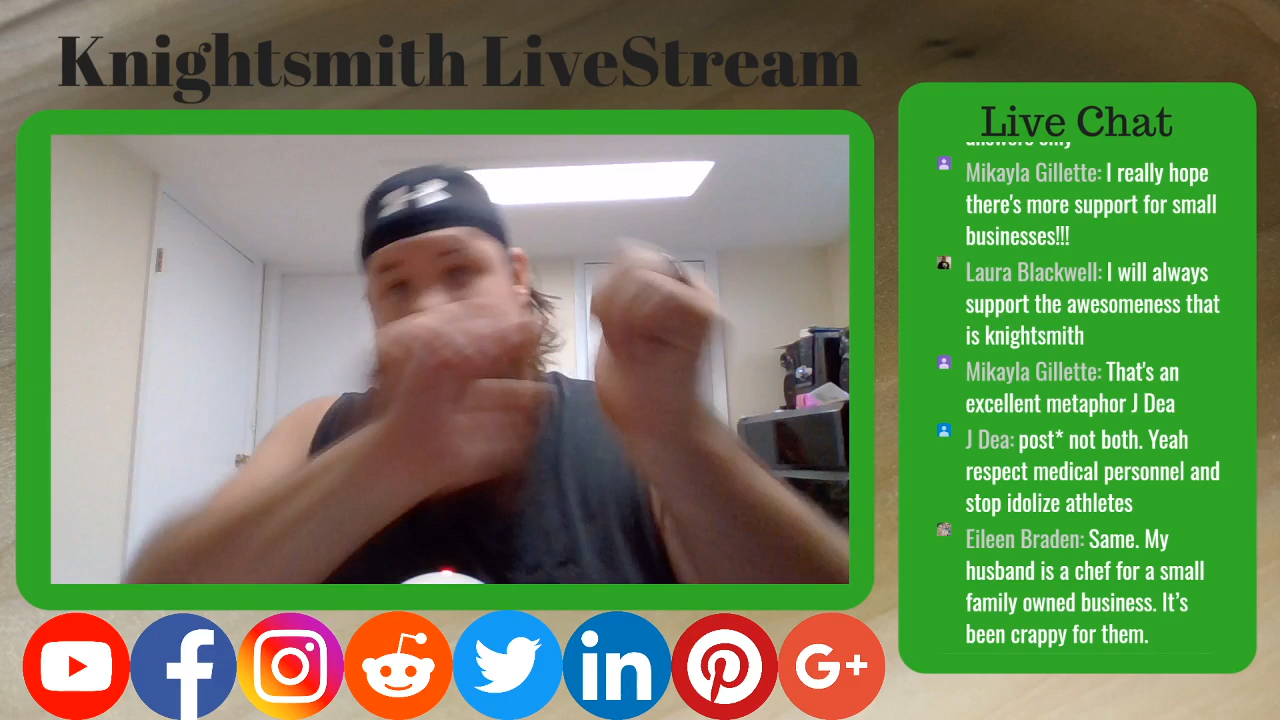 Knightsmith LiveStream
Live Chat
answers only
Mikayla Gillette: I really hope
there's more support for small
businesses!!!
Laura Blackwell: I will always
support the awesomeness that
is knightsmith
Mikayla Gillette: That's an
excellent metaphor J Dea
J Dea: post* not both. Yeah
respect medical personnel and
stop idolize athletes
Eileen Braden: Same. My
husband is a chef for a small
family owned business. It’s
been crappy for them.
in
G+